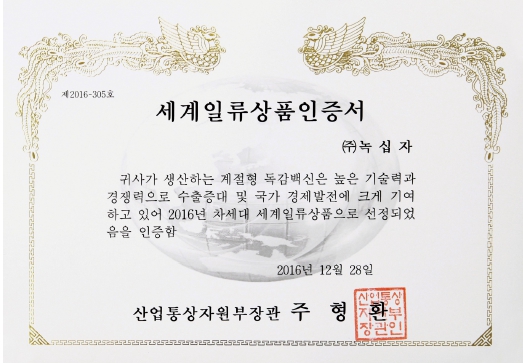 제2016-305호
세계일류상품인증서
㈜녹 십 자
귀사가 생산하는 계절형 독감백신은 높은 기술력과
경쟁력으로 수출증대 및 국가 경제발전에 크게 기여
하고 있어 2016년 차세대 세계일류상품으로 선정되었
음을 인증함
2016년 12월 28일
산업통상자원부장관 주 형 환
산업통상
자원부
장관인